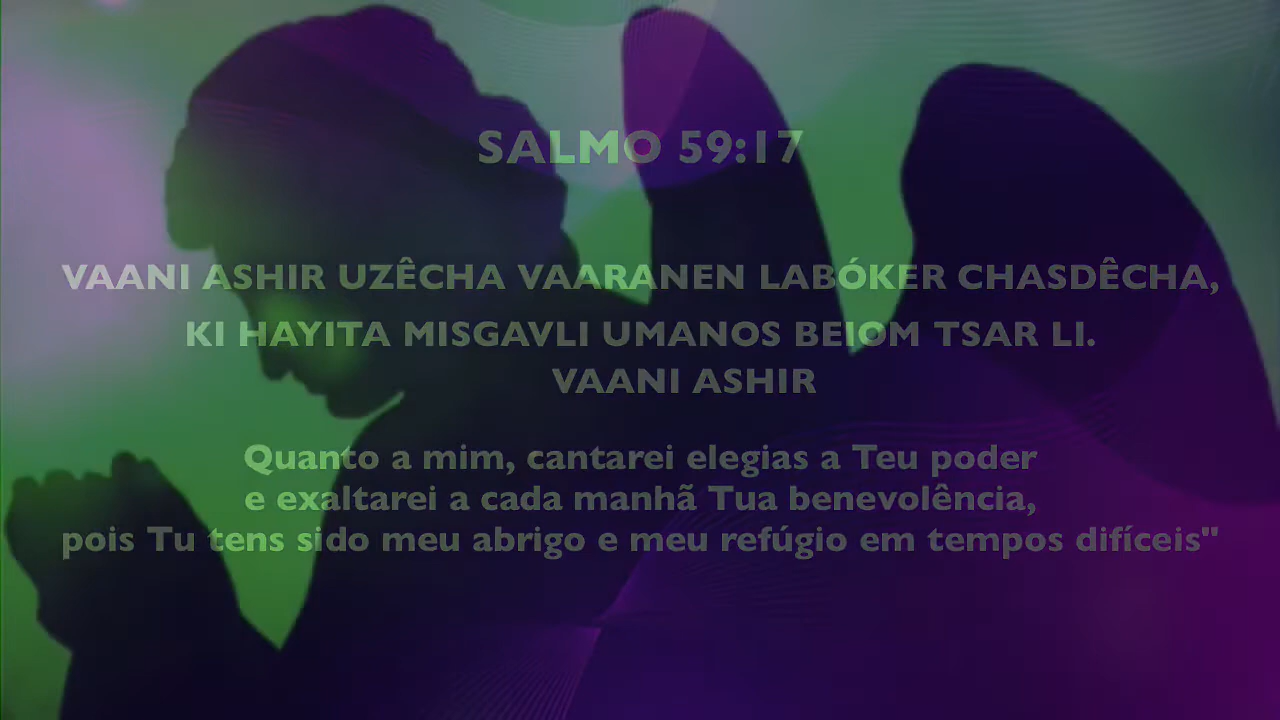 SALMO 59:17
VAANI ASHIR UZÊCHA VAARANEN LABÓKER CHASDÊCHA,
KI HAYITA MISGAVLI UMANOS BEIOM TSAR LI.
VAANI ASHIR
Quanto a mim, cantarei elegias a Teu poder
e exaltarei a cada manhã Tua benevolência,
pois Tu tens sido meu abrigo e meu refúgio em tempos difíceis"